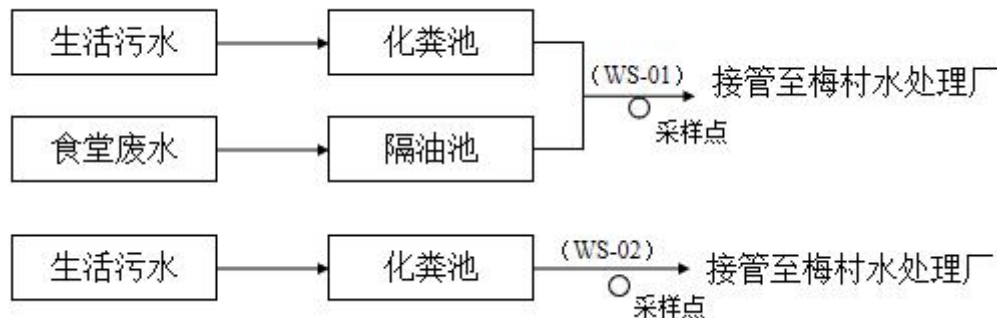 生活污水
化粪池
（WS-01）
接管至梅村水处理厂
采样点
食堂废水
隔油池
生活污水
化粪池
（WS-02）
接管至梅村水处理厂
采样点